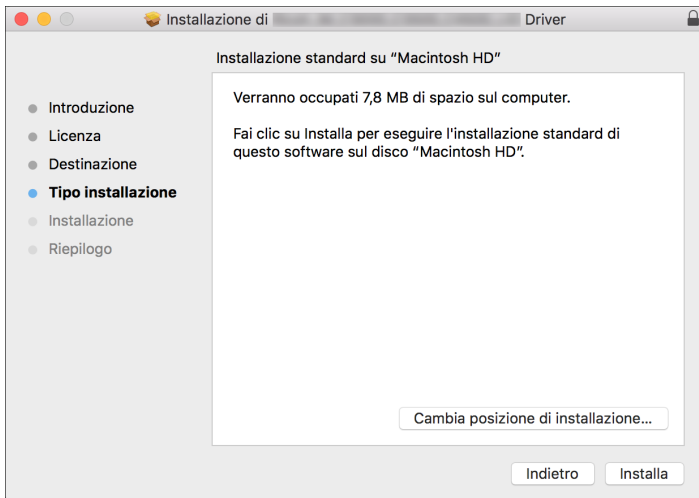 Installazione di Driver
Installazione standard su “Macintosh HD”
Introduzione
Licenza
Destinazione
Tipo installazione
Installazione
Riepilogo
Verranno occupati 7,8 MB di spazio sul computer.
Fai clic su Installa per eseguire l'installazione standard di
questo software sul disco “Macintosh HD”.
Cambia posizione di installazione...
Indietro
Installa